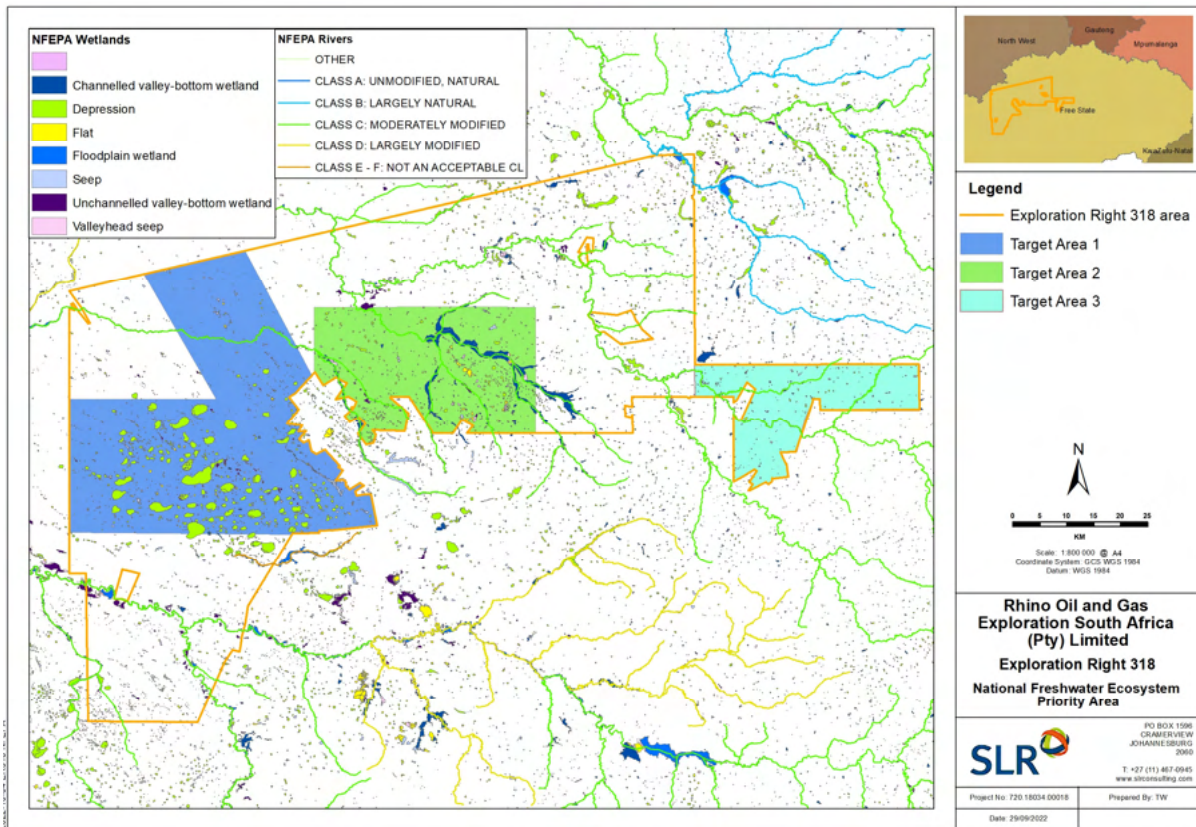 NFEPA Wetlands
Channelled valley-bottom wetland
Depression
Flat
Floodplain wetland
Seep
Unchannelled valley-bottom wetland
Valleyhead seep
NFEPA Rivers
OTHER
CLASS A: UNMODIFIED, NATURAL
CLASS B: LARGELY NATURAL
CLASS C: MODERATELY MODIFIED
CLASS D: LARGELY MODIFIED
CLASS E - F: NOT AN ACCEPTABLE CL
North West
Gauteng
Mpumalanga
Free State
KwaZulu-Natal
Legend
Exploration Right 318 area
Target Area 1
Target Area 2
Target Area 3
N
0 5 10 15 20 25
KM
Scale: 1:800 000 @ A4
Coordinate System: GCS WGS 1984
Datum: WGS 1984
Rhino Oil and Gas
Exploration South Africa
(Pty) Limited
Exploration Right 318
National Freshwater Ecosystem
Priority Area
SLR
PO BOX 1596
CRAMERVIEW
JOHANNESBURG
2060
T: +27 (11) 467-0945
www.slrconsulting.com
Project No: 720.18034.00018
Prepared By: TW
Date: 29/09/2022